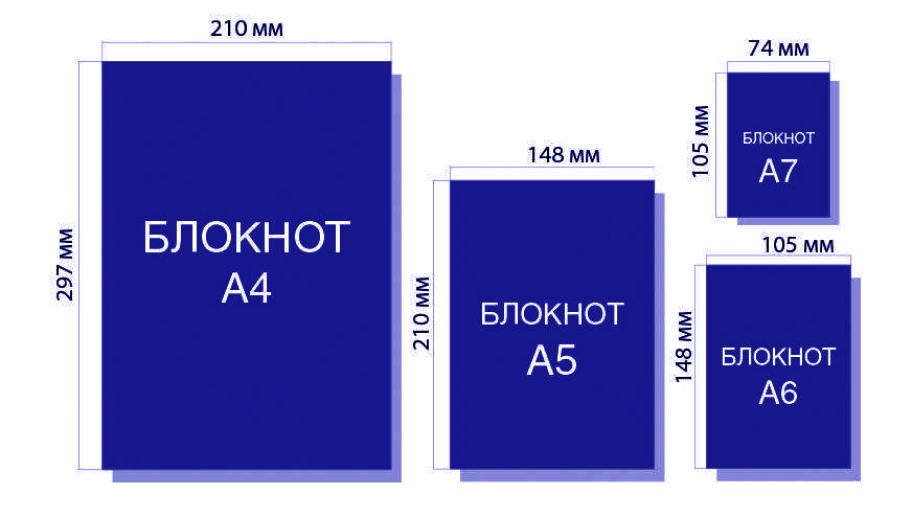 210 мм
297 мм
БЛОКНОТ
А4
148 мм
210 мм
БЛОКНОТ
А5
74 мм
105 мм
БЛОКНОТ
А7
105 мм
148 мм
БЛОКНОТ
А6